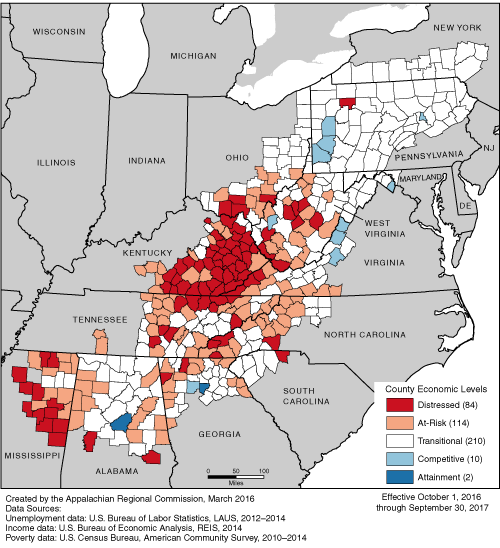 WISCONSIN
NEW YORK
MICHIGAN
ILLINOIS
INDIANA
OHIO
PENNSYLVANIA
NJ
MARYLAND
DE
WEST
VIRGINIA
KENTUCKY
VIRGINIA
TENNESSEE
NORTH CAROLINA
SOUTH
CAROLINA
GEORGIA
MISSISSIPPI
ALABAMA
0 50 100
Miles
County Economic Levels
Distressed (84)
At-Risk (114)
Transitional (210)
Competitive (10)
Attainment (2)
Created by the Appalachian Regional Commission, March 2016
Data Sources:
Unemployment data: U.S. Bureau of Labor Statistics, LAUS, 2012–2014
Income data: U.S. Bureau of Economic Analysis, REIS, 2014
Poverty data: U.S. Census Bureau, American Community Survey, 2010–2014
Effective October 1, 2016
through September 30, 2017